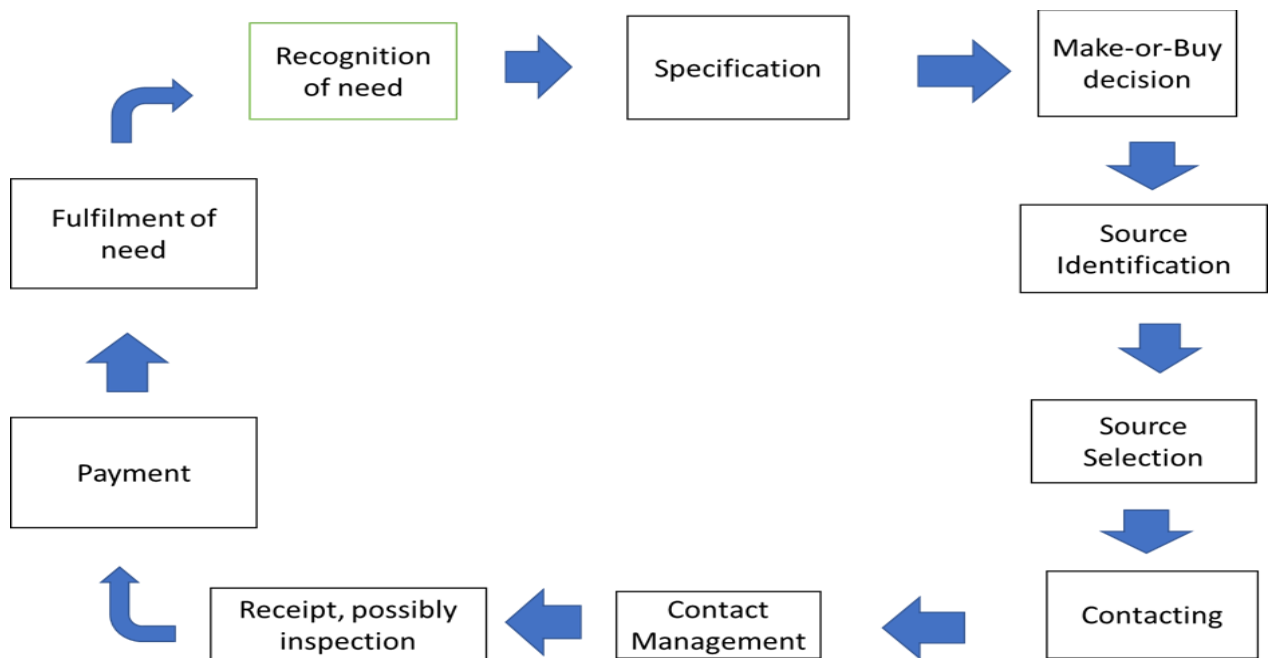 Recognition
of need
Specification
Make-or-Buy
decision
Source
Identification
Source
Selection
Contacting
Contact
Management
Receipt, possibly
inspection
Payment
Fulfilment of
need